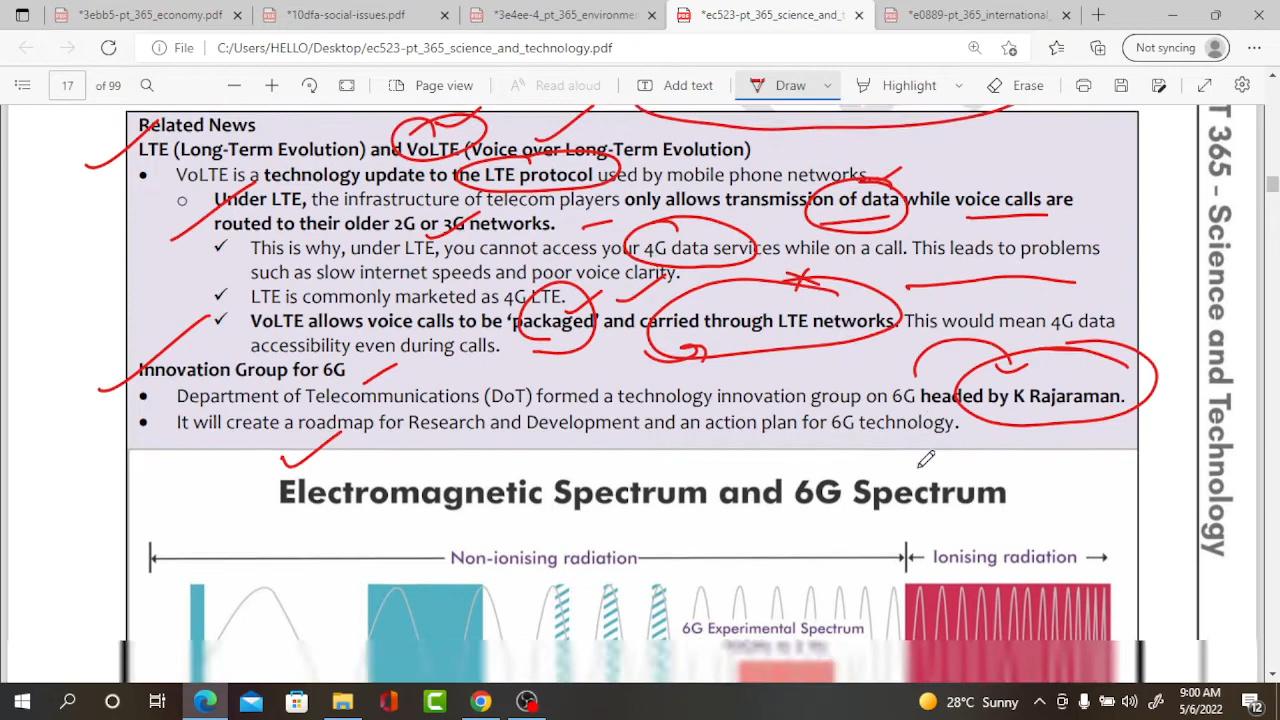 *3ebb5-pt_365_economy.pdf
*10dfa-social-issues.pdf
*3e4ee-4_pt_365_environmen
*ec523-pt_365_science_and_t
*e0889-pt_365_international_
File
C:/Users/HELLO/Desktop/ec523-pt_365_science_and_technology.pdf
Not syncing
17 of 99
Page view
Read aloud
Add text
Draw
Highlight
Erase
Related News
LTE (Long-Term Evolution) and VoLTE (Voice over Long-Term Evolution)
• VoLTE is a technology update to the LTE protocol used by mobile phone networks.
o Under LTE, the infrastructure of telecom players only allows transmission of data while voice calls are
routed to their older 2G or 3G networks.
✓ This is why, under LTE, you cannot access your 4G data services while on a call. This leads to problems
such as slow internet speeds and poor voice clarity.
✓ LTE is commonly marketed as 4G LTE.
✓ VoLTE allows voice calls to be ‘packaged’ and carried through LTE networks. This would mean 4G data
accessibility even during calls.
Innovation Group for 6G
• Department of Telecommunications (DoT) formed a technology innovation group on 6G headed by K Rajaraman.
• It will create a roadmap for Research and Development and an action plan for 6G technology.
Electromagnetic Spectrum and 6G Spectrum
Non-ionising radiation
Ionising radiation
6G Experimental Spectrum
T 365 - Science and Technology
28°C Sunny
ENG
9:00 AM
5/6/2022
12